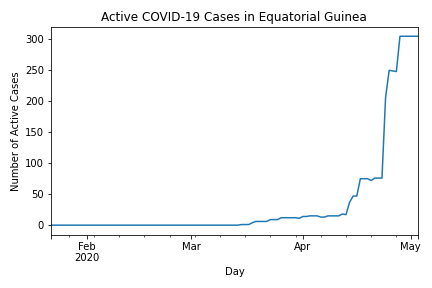 Active COVID-19 Cases in Equatorial Guinea
300
250
200
150
100
50
0
Number of Active Cases
Feb
2020
Mar
Apr
May
Day